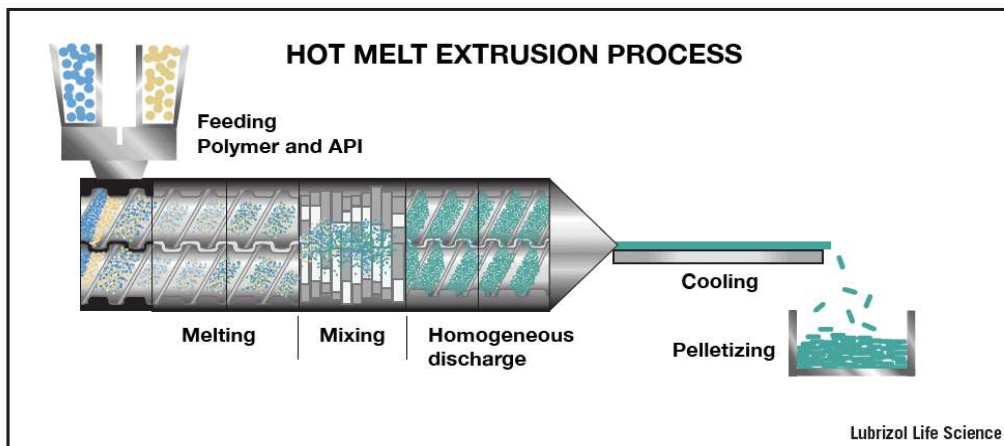 HOT MELT EXTRUSION PROCESS
Feeding
Polymer and API
Cooling
Melting
Mixing
Homogeneous
discharge
Pelletizing
Lubrizol Life Science